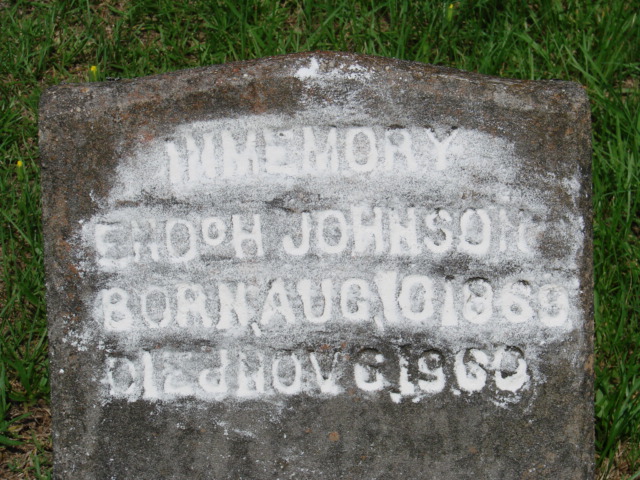 IN MEMORY
ENOCH JOHNSON
BORN AUG 10 1869
DIED NOV 6, 1960